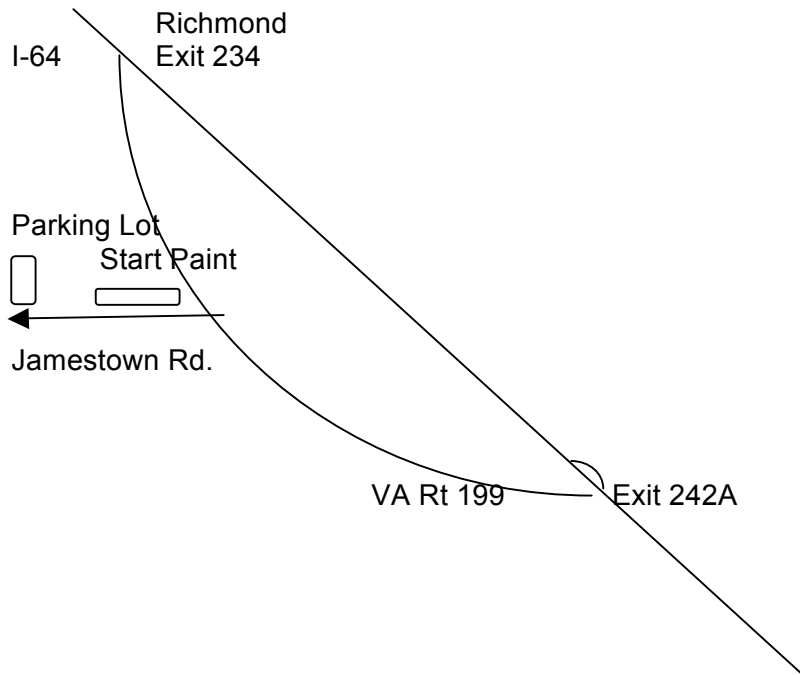 Richmond
I-64 Exit 234
Parking Lot
Start Paint
Jamestown Rd.
VA Rt 199 Exit 242A